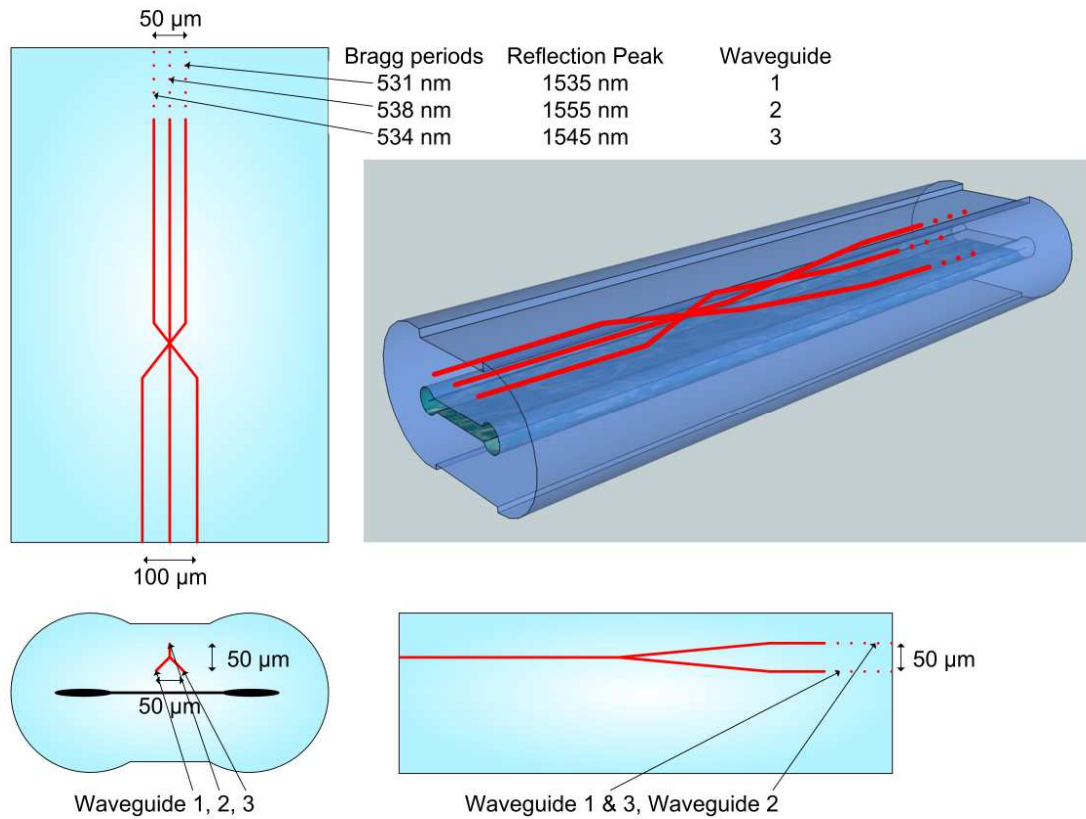 50 µm
Bragg periods Reflection Peak Waveguide
531 nm 1535 nm 1
538 nm 1555 nm 2
534 nm 1545 nm 3
100 µm
50 µm
50 µm
Waveguide 1, 2, 3
50 µm
Waveguide 1 & 3, Waveguide 2